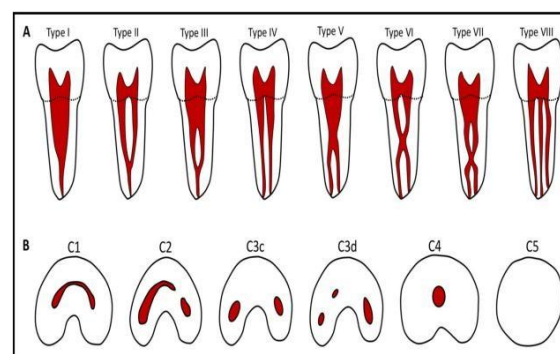 A Type I Type II Type III Type IV Type V Type VI Type VII Type VIII
B C1 C2 C3c C3d C4 C5